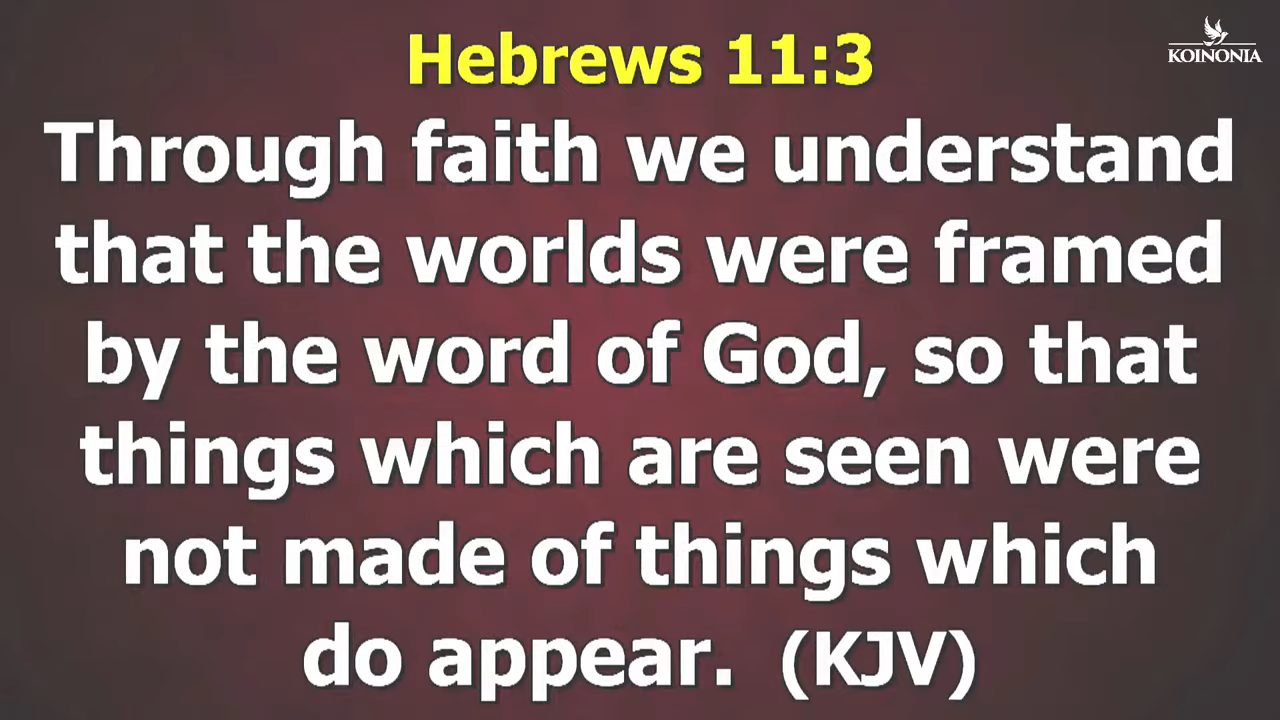 Hebrews 11:3
KOINONIA
Through faith we understand
that the worlds were framed
by the word of God, so that
things which are seen were
not made of things which
do appear. (KJV)